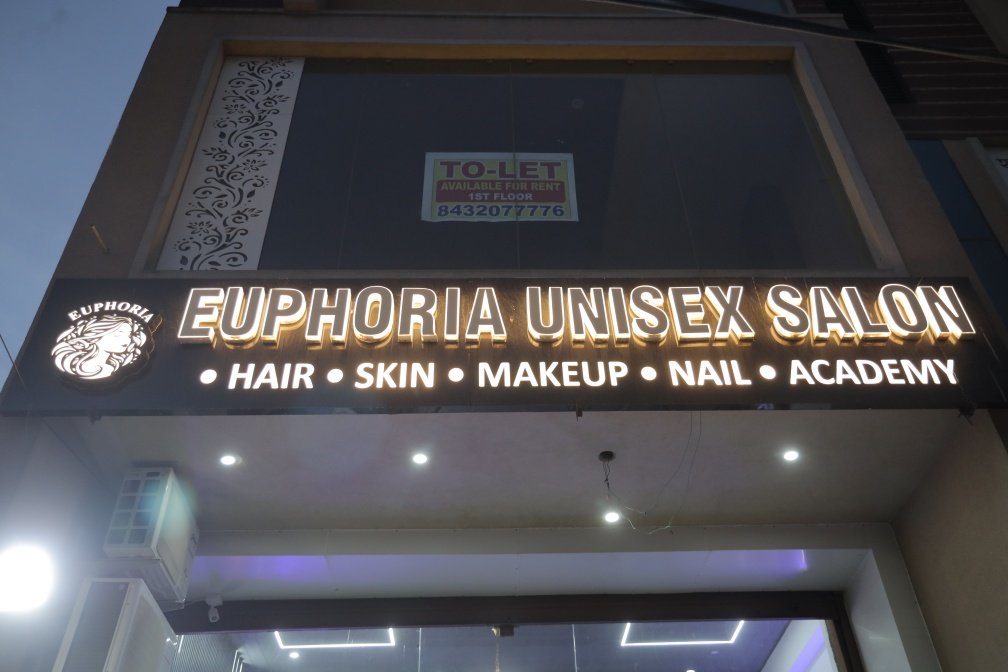 TO-LET
AVAILABLE FOR RENT
1ST FLOOR
8432077776
EUPHORIA
EUPHORIA UNISEX SALON
• HAIR • SKIN • MAKEUP • NAIL • ACADEMY